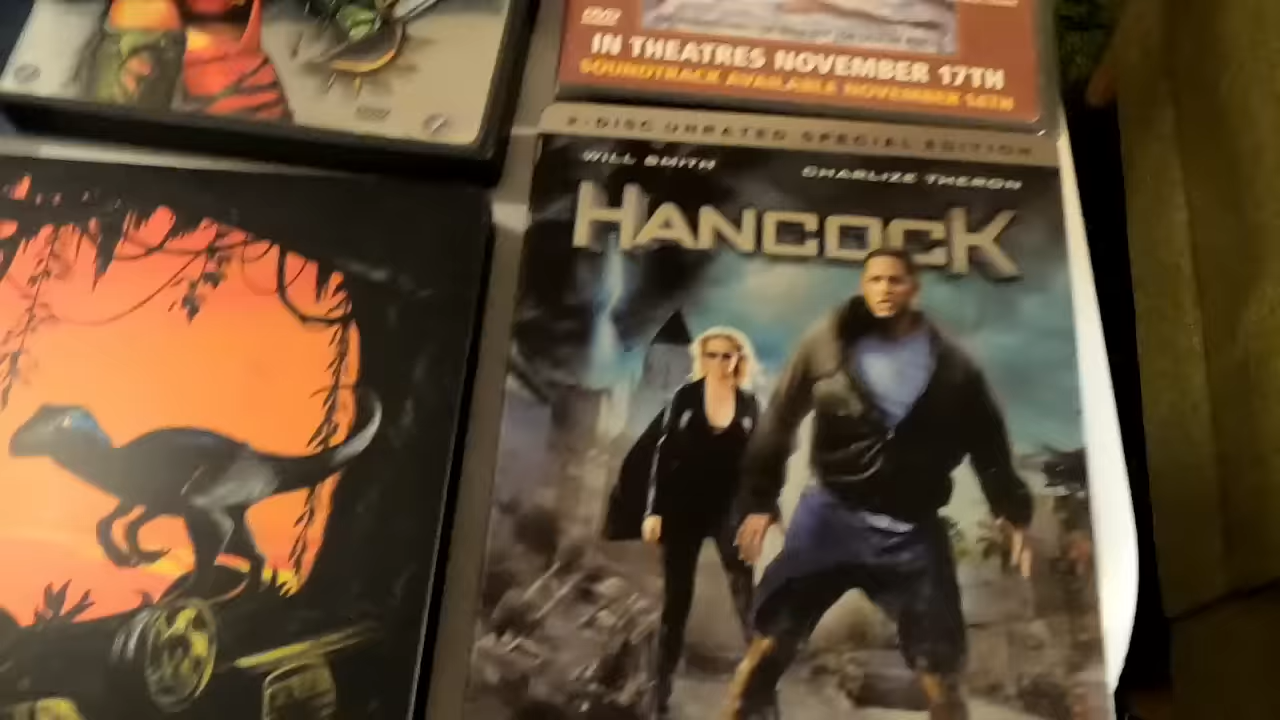 DVD
IN THEATRES NOVEMBER 17TH
SOUNDTRACK AVAILABLE NOVEMBER 14TH
2-DISC UNRATED SPECIAL EDITION
WILL SMITH
CHARLIZE THERON
HANCOCK